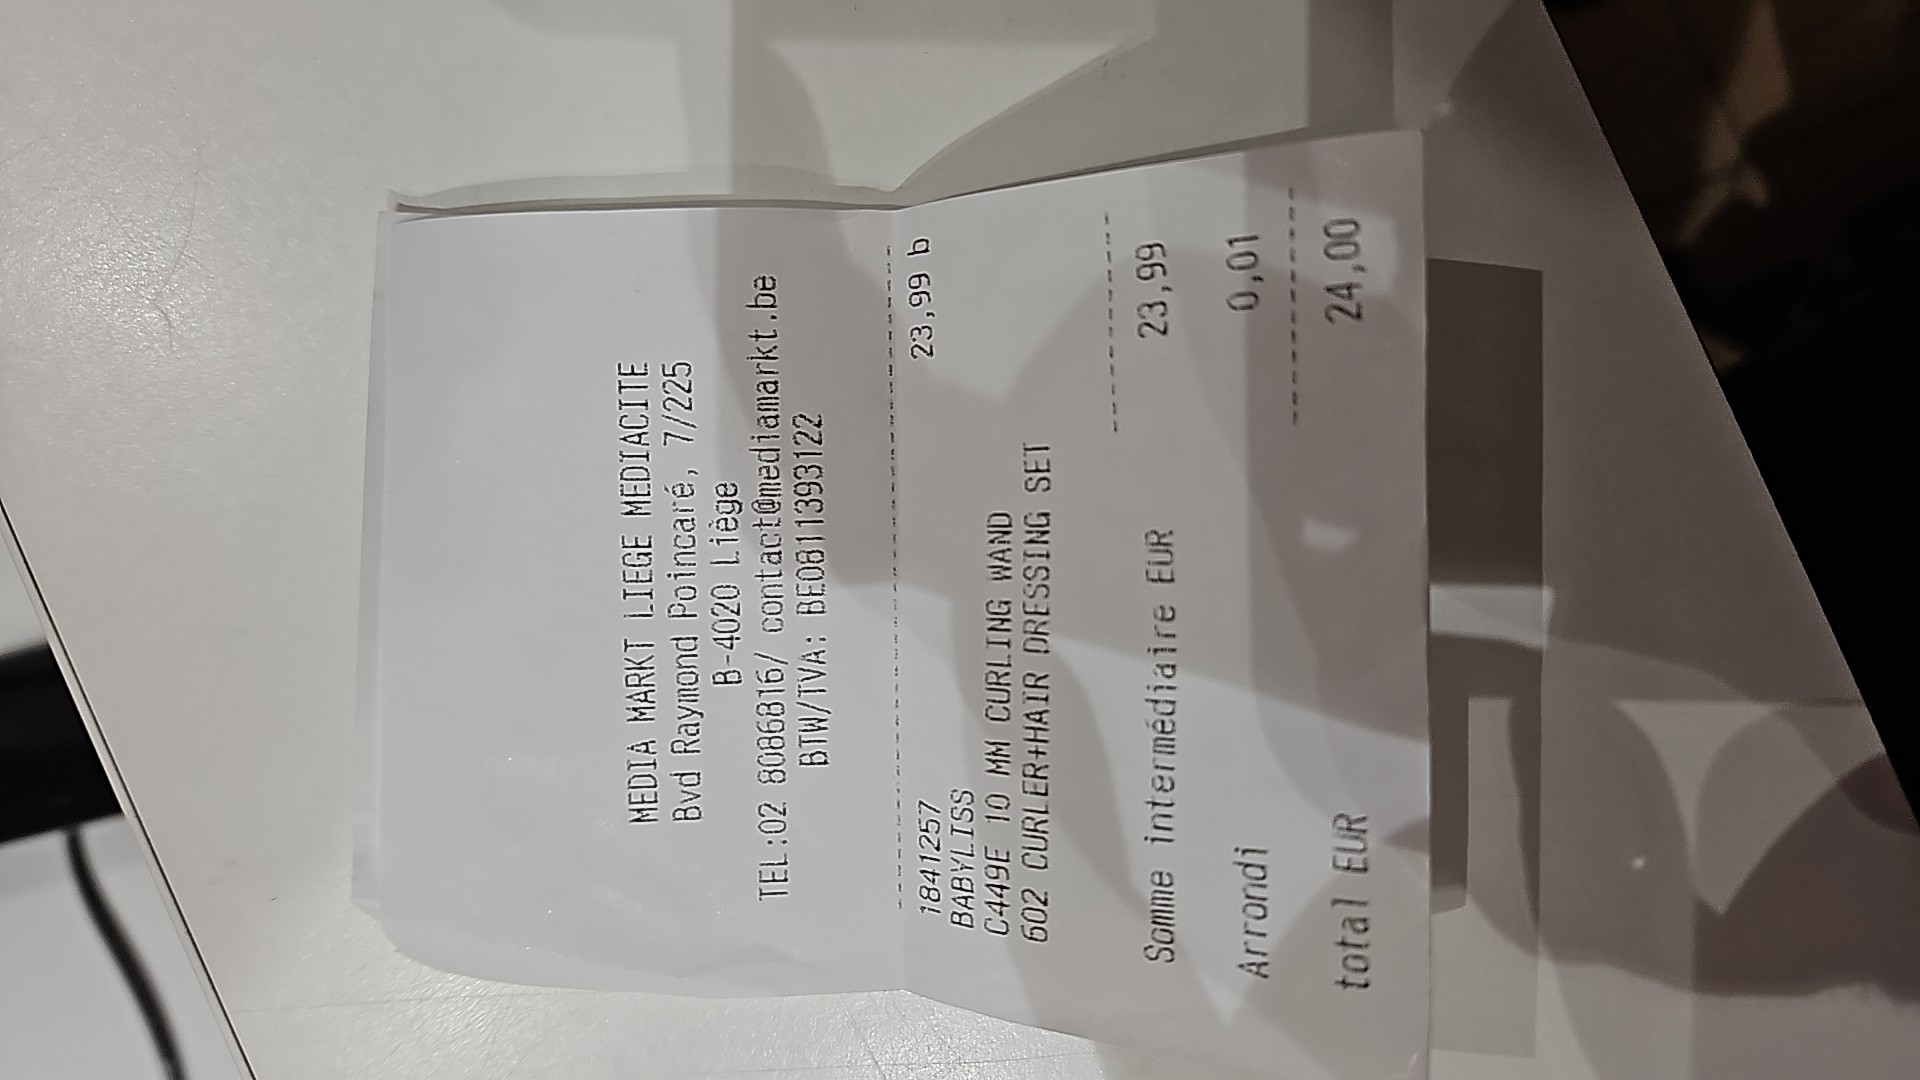 MEDIA MARKT LIEGE MEDIACITE
Bvd Raymond Poincaré, 7/225
B-4020 Liège
TEL:02 8086816/ contact@mediamarkt.be
BTW/TVA: BE0811393122
1841257 23,99 b
BABYLISS
C449E 10 MM CURLING WAND
602 CURLER+HAIR DRESSING SET
Somme intermédiaire EUR 23,99
Arrondi 0,01
total EUR 24,00